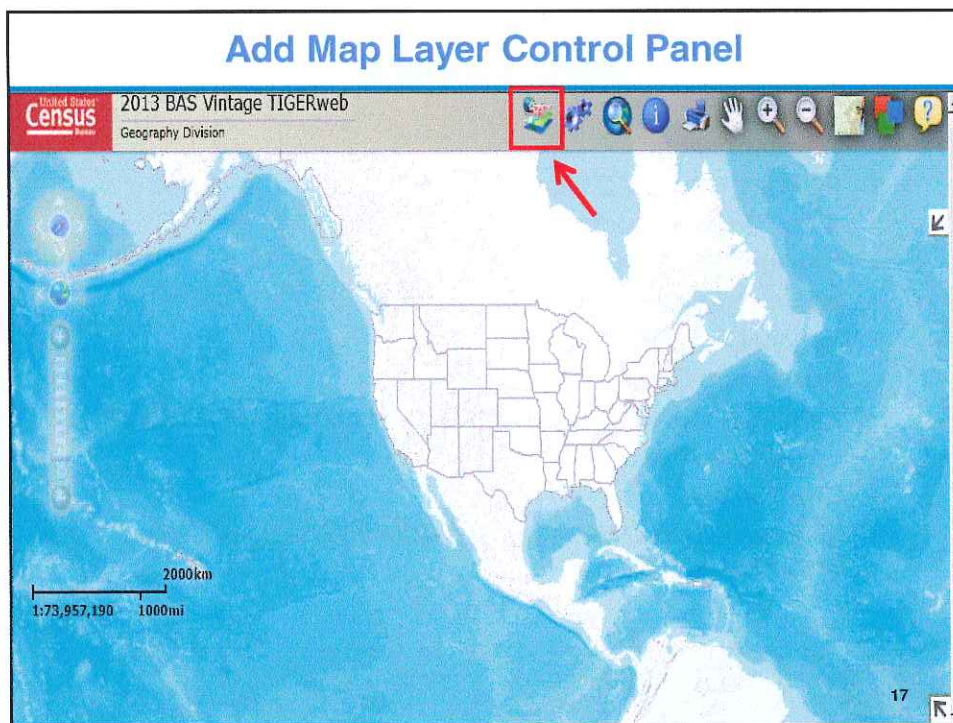 Add Map Layer Control Panel
United States®
Census
Bureau
2013 BAS Vintage TIGERweb
Geography Division
2000km
1:73,957,190 1000mi
17